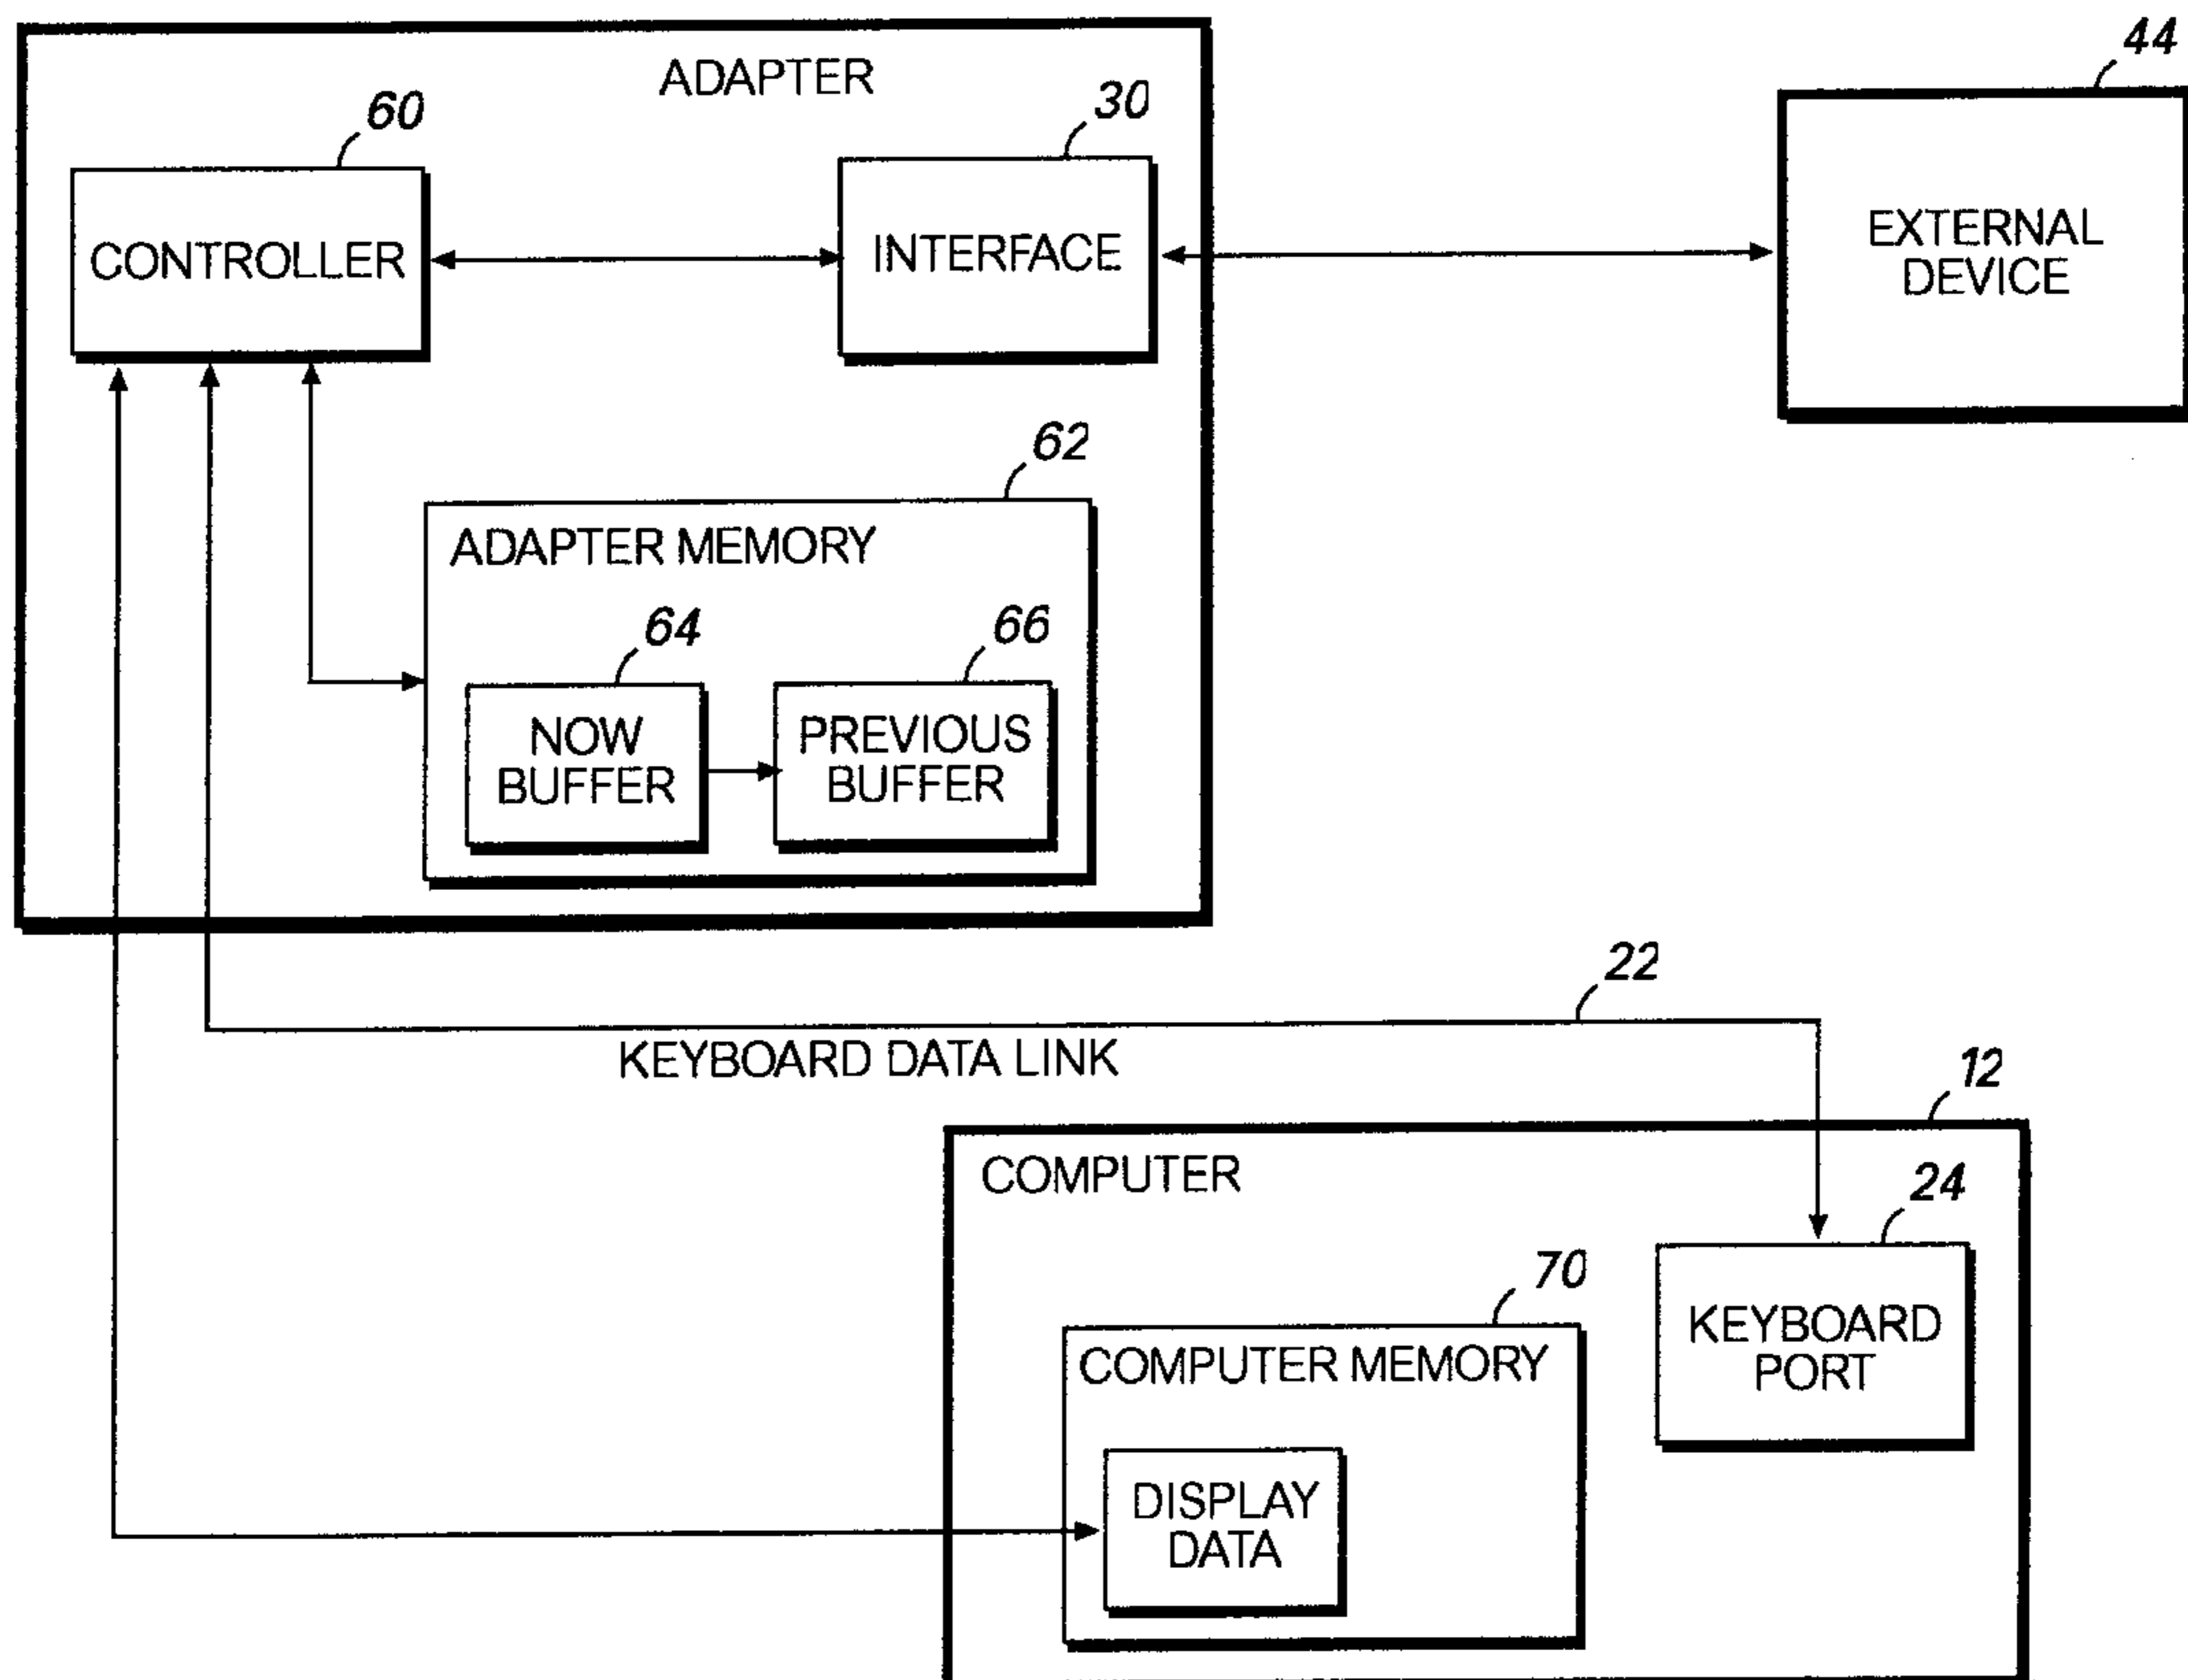 44
ADAPTER
60
30
CONTROLLER
INTERFACE
EXTERNAL
DEVICE
62
ADAPTER MEMORY
64
66
NOW
BUFFER
PREVIOUS
BUFFER
22
KEYBOARD DATA LINK
12
COMPUTER
24
70
KEYBOARD
PORT
COMPUTER MEMORY
DISPLAY
DATA